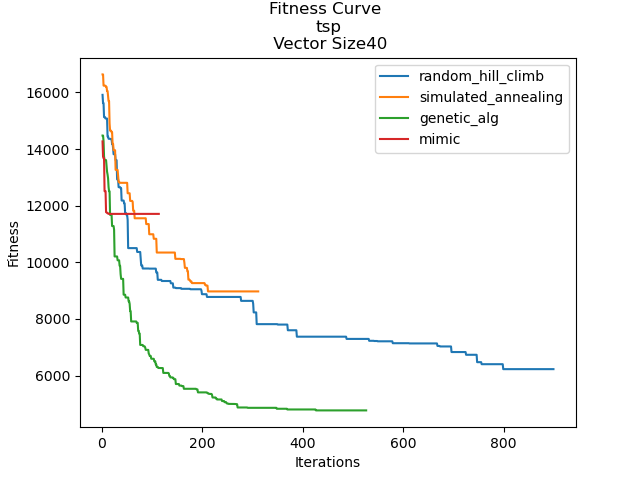 Fitness Curve
tsp
Vector Size40
random_hill_climb
simulated_annealing
genetic_alg
mimic
16000
14000
12000
10000
8000
6000
Fitness
0 200 400 600 800
Iterations